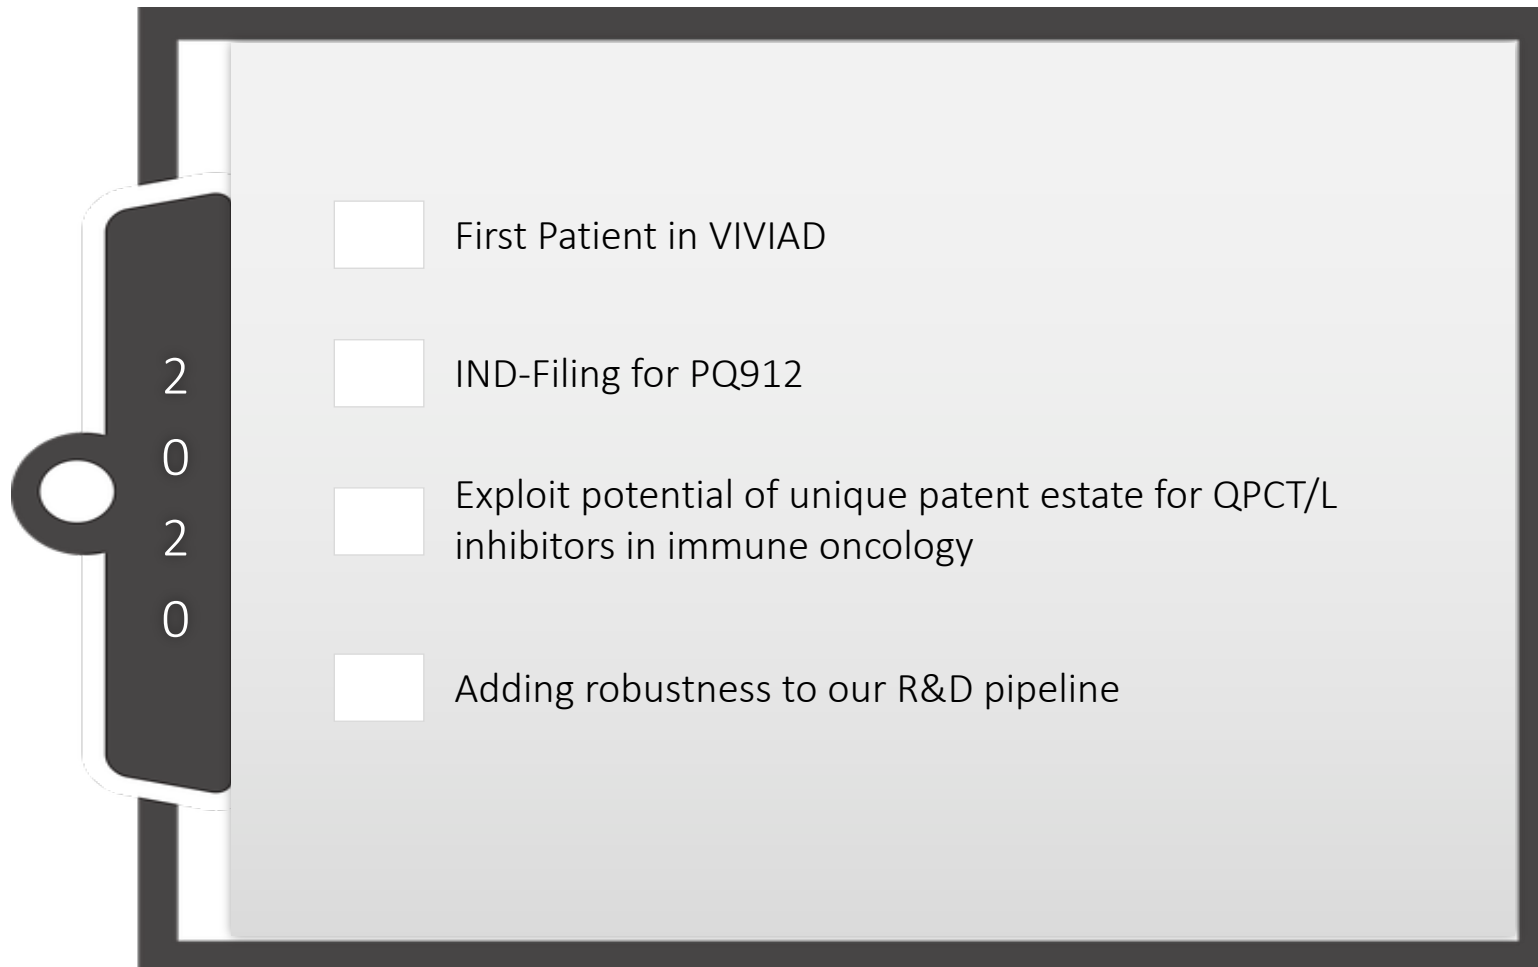 2
0
2
0
First Patient in VIVIAD
IND-Filing for PQ912
Exploit potential of unique patent estate for QPCT/L
inhibitors in immune oncology
Adding robustness to our R&D pipeline